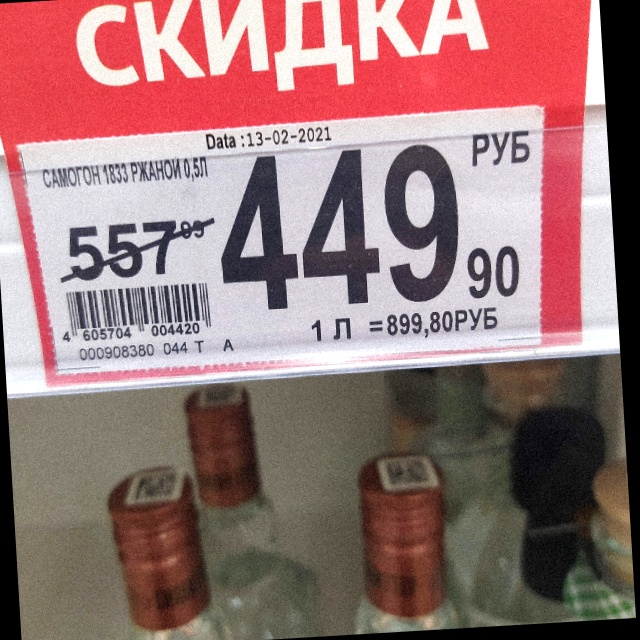 СКИДКА
Data :13-02-2021
САМОГОН 1833 РЖАНОЙ 0,5Л
РУБ
557
449
90
4 605704 004420
1 Л =899,80РУБ
000908380 044 Т А